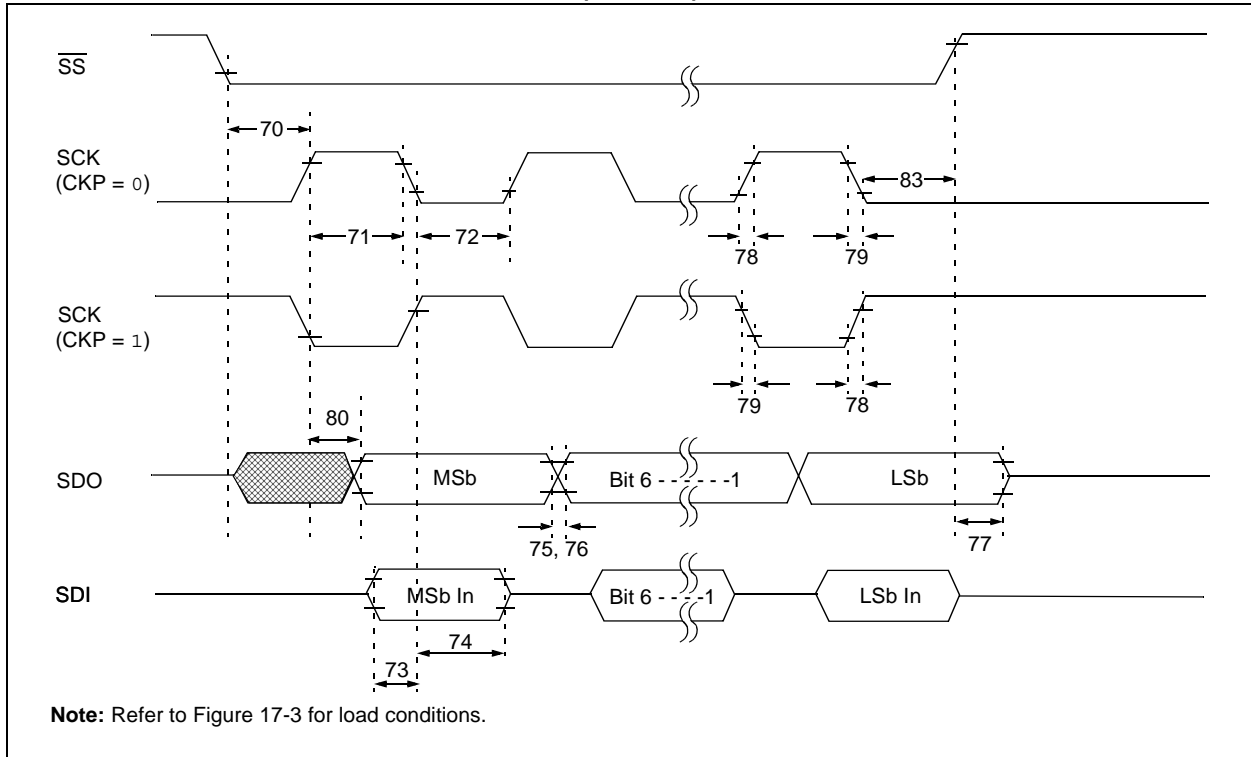 SS
70
SCK
(CKP = 0)
83
71
72
78
79
SCK
(CKP = 1)
79
78
80
SDO
MSb
Bit 6 - - - - - -1
LSb
75, 76
77
SDI
MSb In
Bit 6 - - - -1
LSb In
74
73
Note: Refer to Figure 17-3 for load conditions.